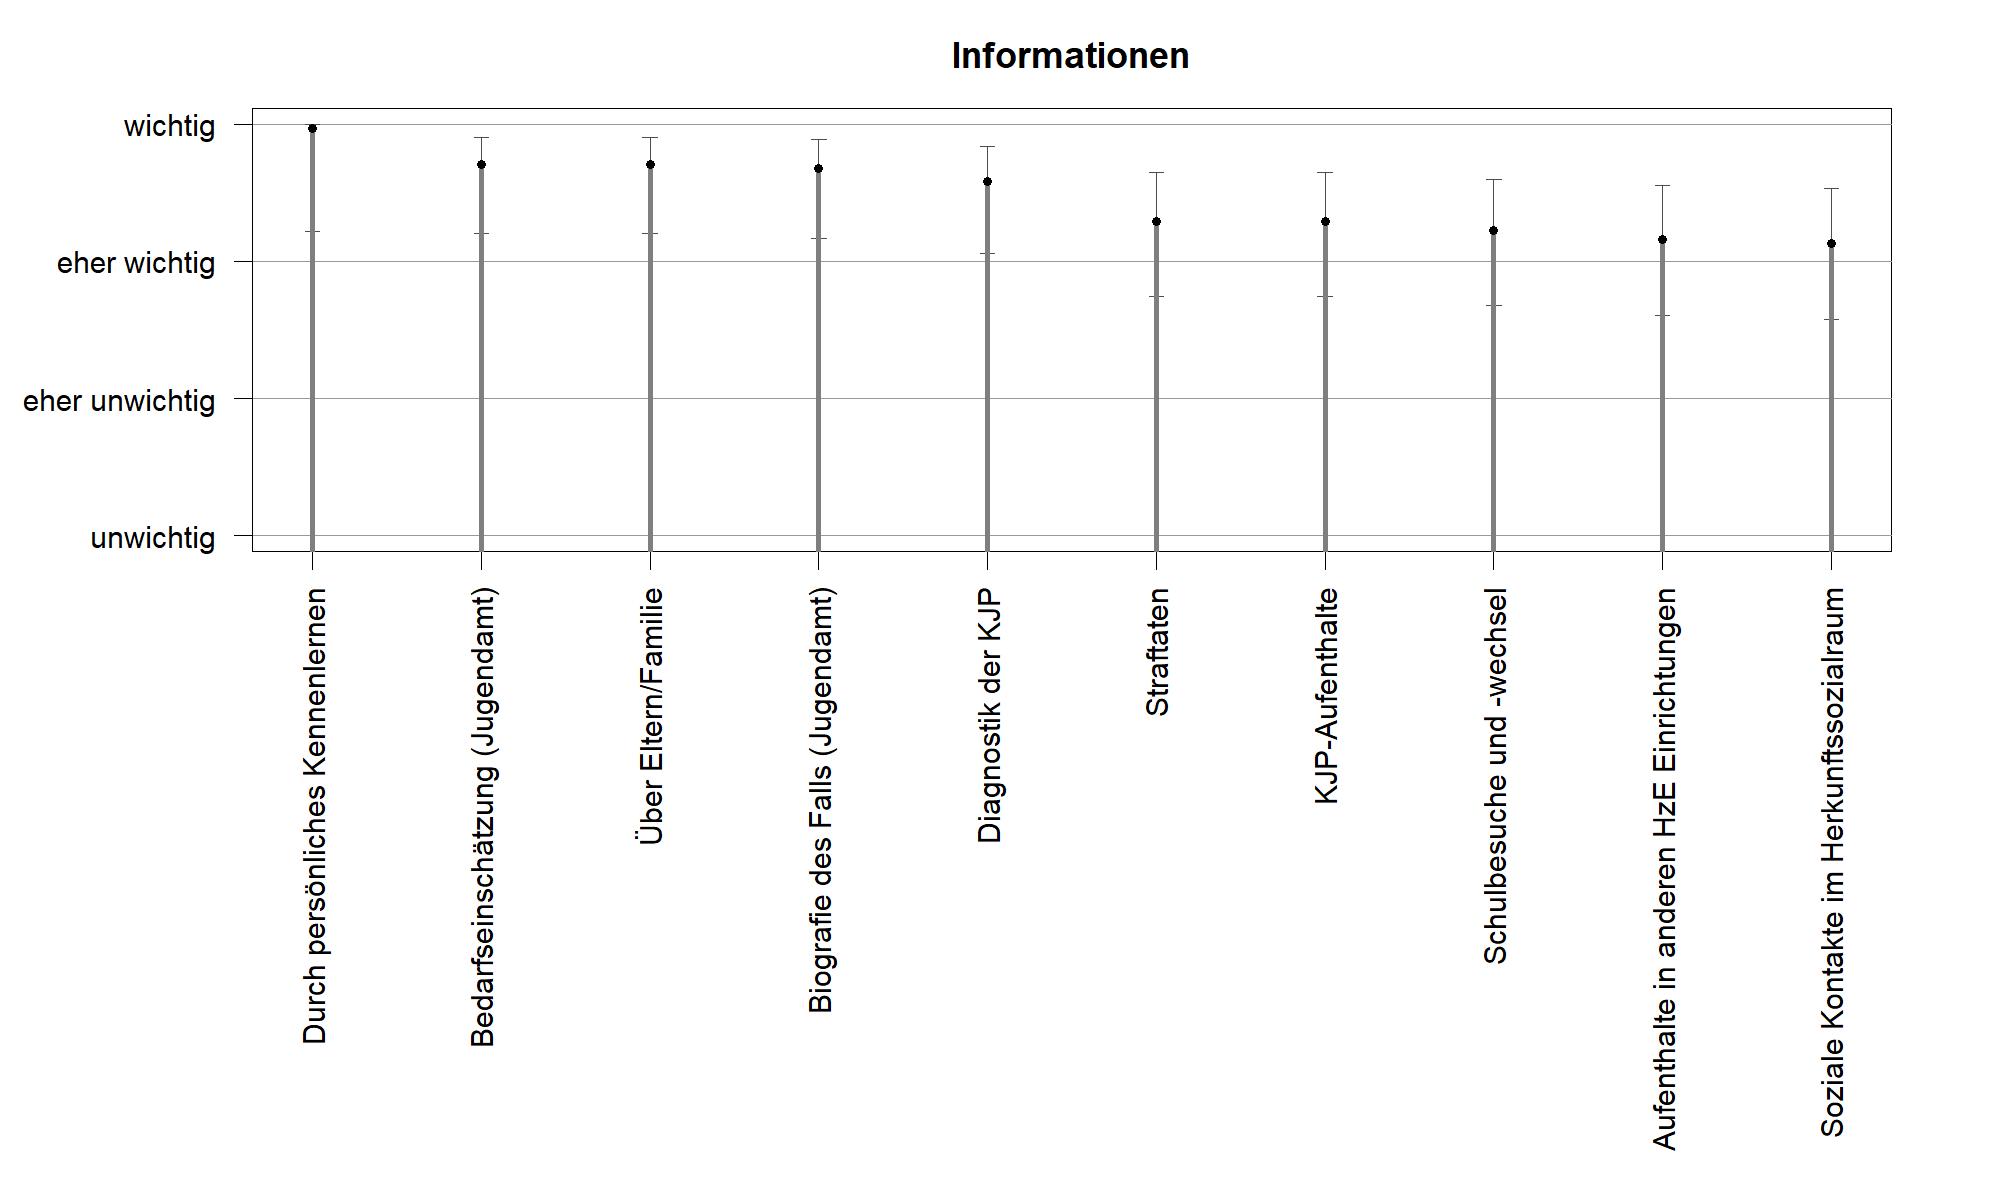 Informationen
wichtig
eher wichtig
eher unwichtig
unwichtig
Durch persönliches Kennenlernen
Bedarfseinschätzung (Jugendamt)
Über Eltern/Familie
Biografie des Falls (Jugendamt)
Diagnostik der KJP
Straftaten
KJP-Aufenthalte
Schulbesuche und -wechsel
Aufenthalte in anderen HzE Einrichtungen
Soziale Kontakte im Herkunftssozialraum